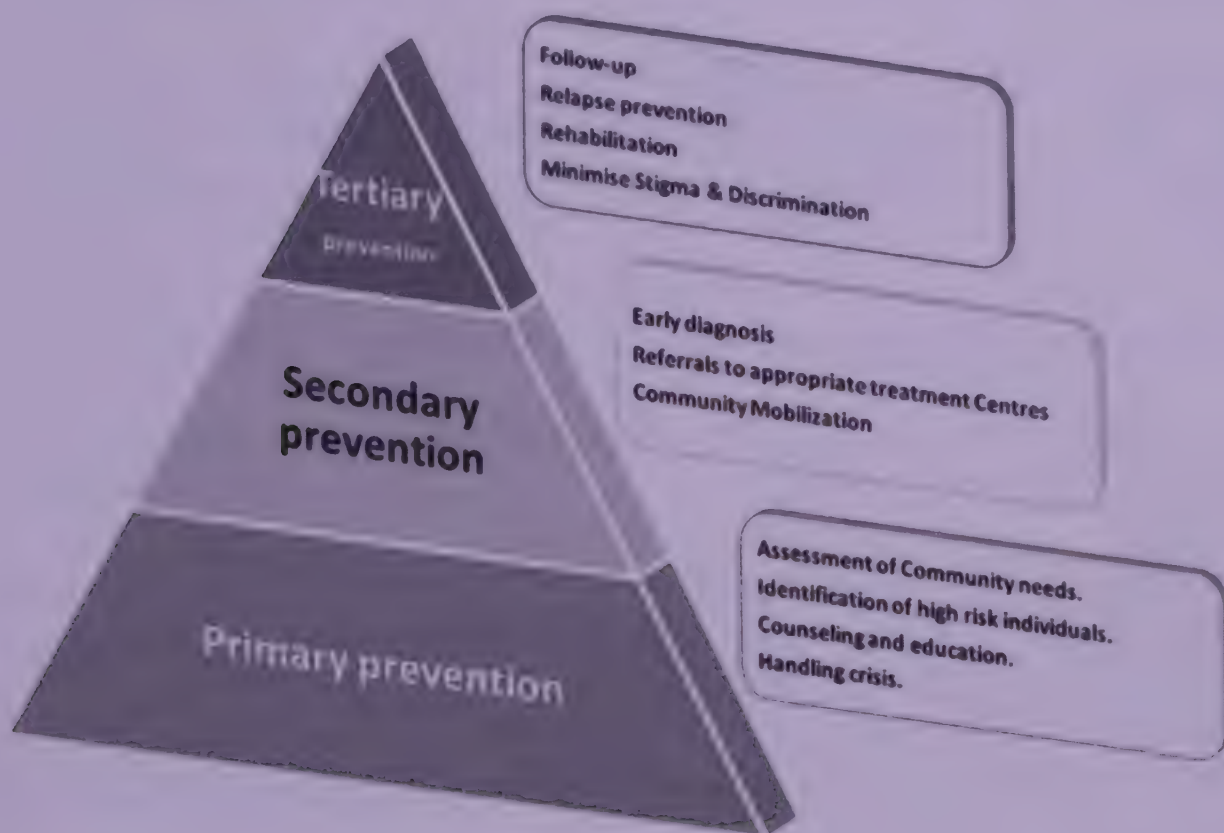 Follow-up
Relapse prevention
Rehabilitation
Minimise Stigma & Discrimination
Tertiary
prevention
Early diagnosis
Referrals to appropriate treatment Centres
Community Mobilization
Secondary
prevention
Assessment of Community needs.
Identification of high risk individuals.
Counseling and education.
Handling crisis.
Primary prevention